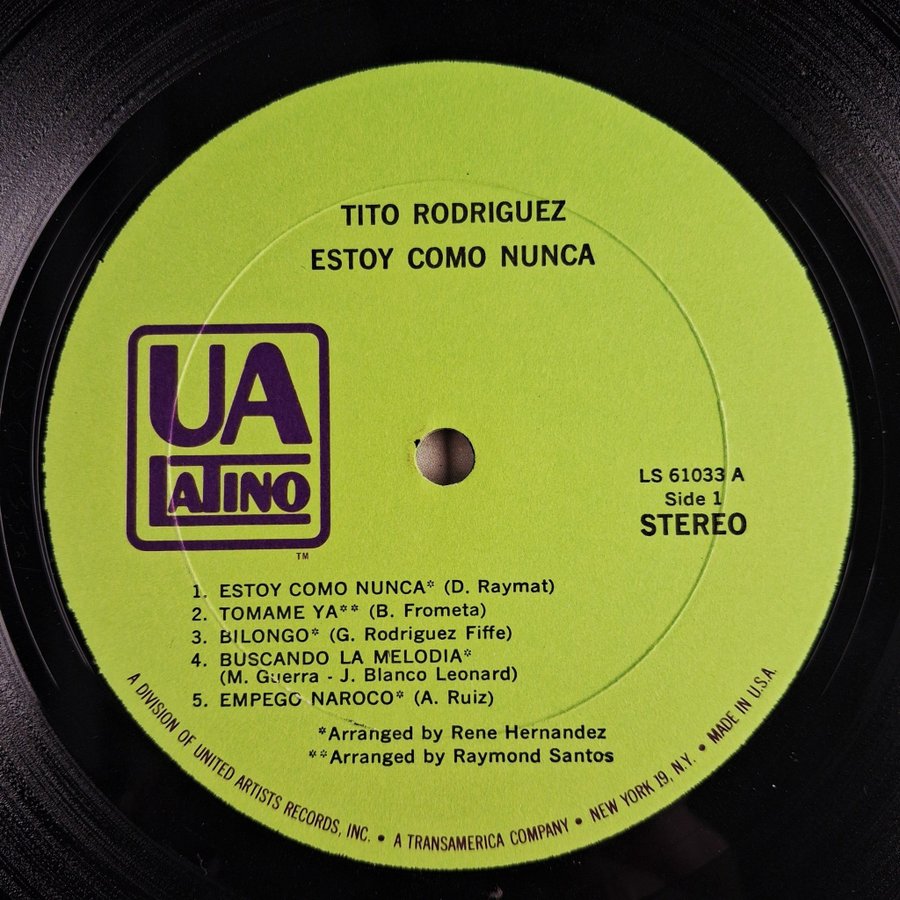 TITO RODRIGUEZ
ESTOY COMO NUNCA
UA
LATINO
TM
LS 61033 A
Side 1
STEREO
1. ESTOY COMO NUNCA* (D. Raymat)
2. TOMAME YA** (B. Frometa)
3. BILONGO* (G. Rodriguez Fiffe)
4. BUSCANDO LA MELODIA*
(M. Guerra - J. Blanco Leonard)
5. EMPEGO NAROCO* (A. Ruiz)
*Arranged by Rene Hernandez
**Arranged by Raymond Santos
A DIVISION OF UNITED ARTISTS RECORDS, INC. • A TRANSAMERICA COMPANY • NEW YORK 19, N.Y. • MADE IN U.S.A.